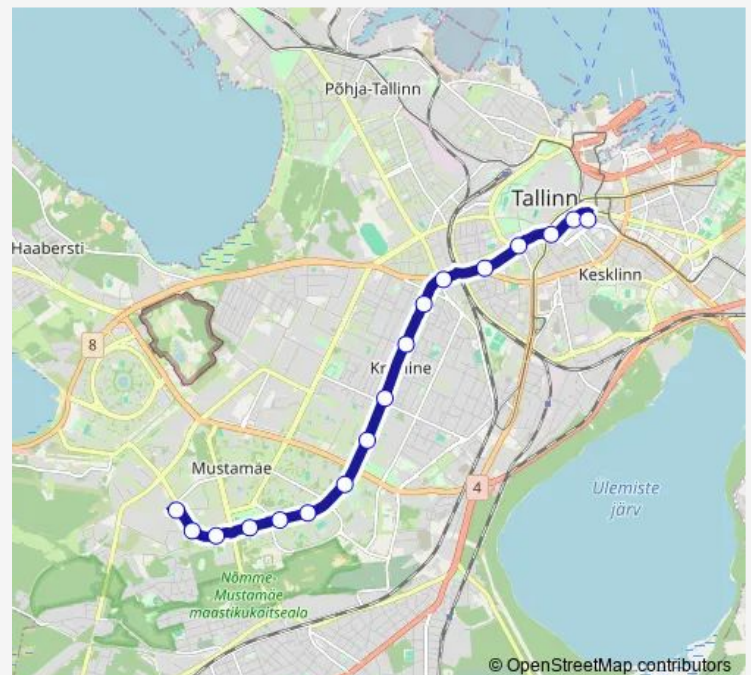 Põhja-Tallinn
Tallinn
Haabersti
Kesklinn
8
Mustamäe
4
Ülemiste
järv
Nõmme-
Mustamäe
maastikukaitseala
© OpenStreetMap contributors